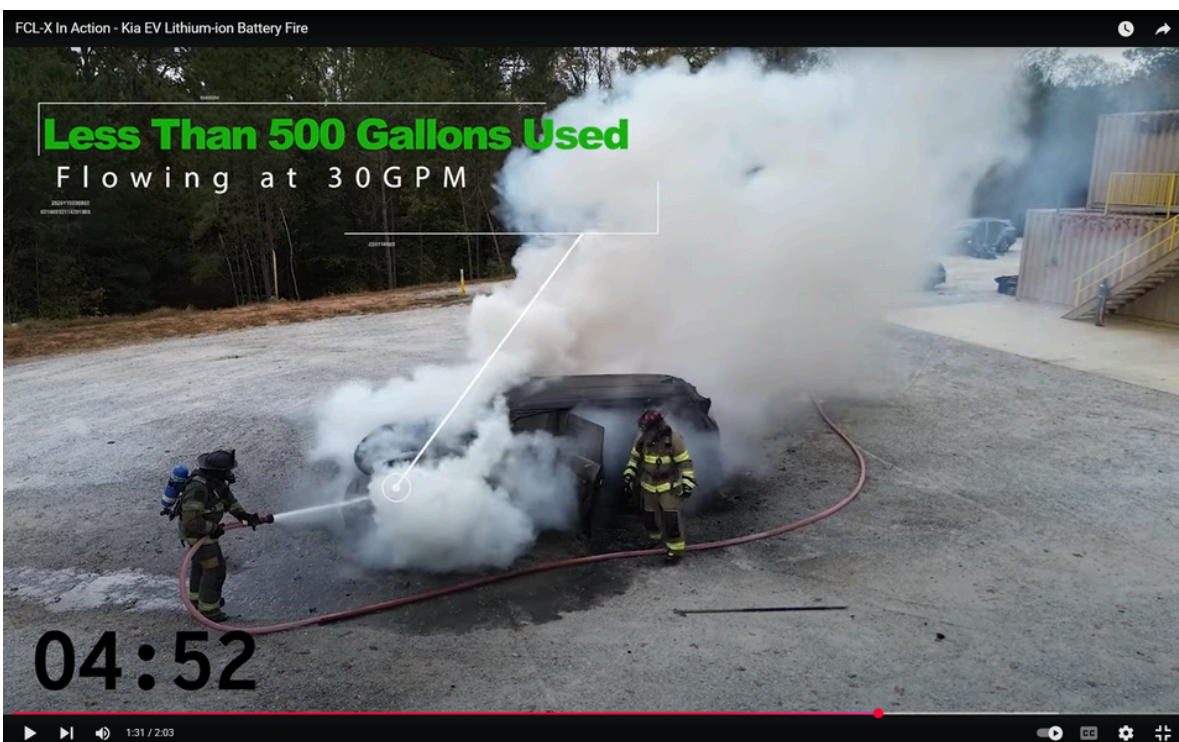 FCL-X In Action - Kia EV Lithium-ion Battery Fire
Less Than 500 Gallons Used
Flowing at 30GPM
04:52
1:31 / 2:03
CC